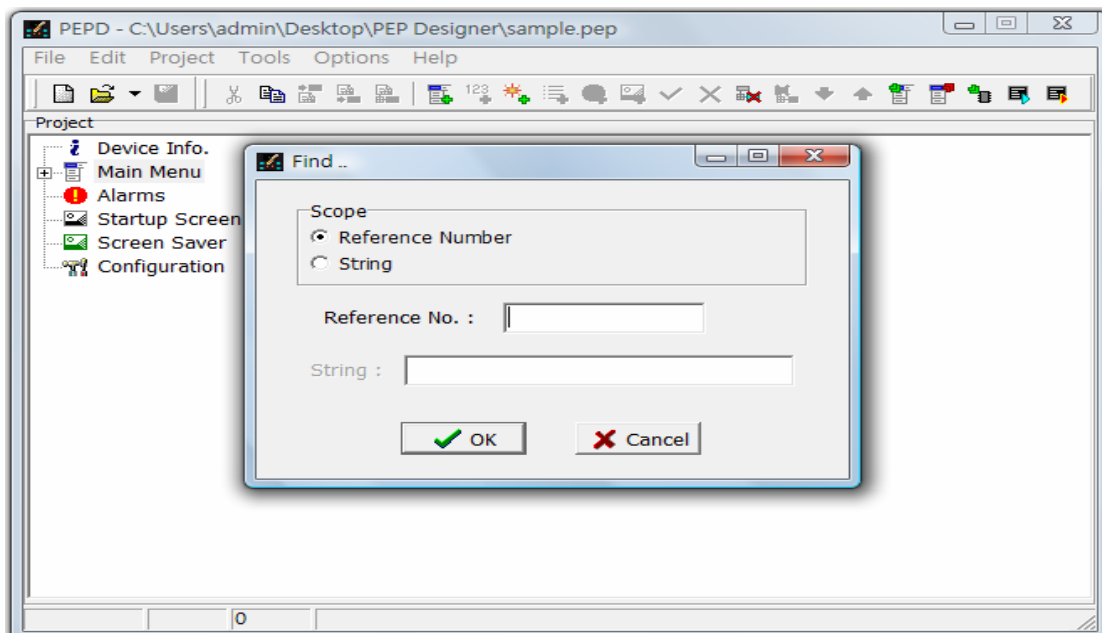 PEPD - C:\Users\admin\Desktop\PEP Designer\sample.pep
File Edit Project Tools Options Help
123
Project
Device Info.
Main Menu
Alarms
Startup Screen
Screen Saver
Configuration
Find ..
Scope
Reference Number
String
Reference No. :
String :
OK Cancel
0